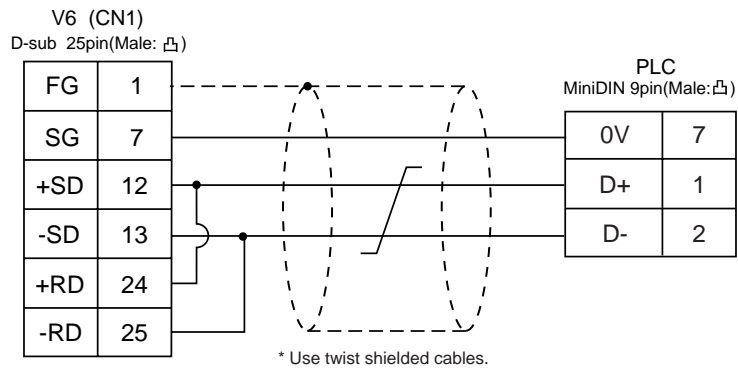 V6 (CN1)
D-sub 25pin(Male: 凸)
FG 1
SG 7
+SD 12
-SD 13
+RD 24
-RD 25
PLC
MiniDIN 9pin(Male:凸)
0V 7
D+ 1
D- 2
* Use twist shielded cables.